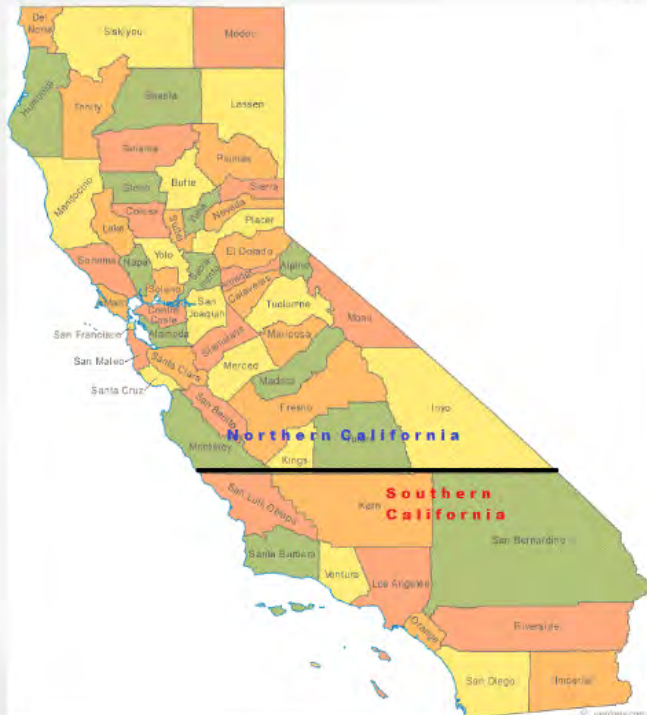 Del
Norte
Siskiyou
Modoc
Humboldt
Trinity
Shasta
Lassen
Tehama
Plumas
Mendocino
Glenn
Butte
Sierra
Colusa
Yuba
Nevada
Placer
Lake
Sutter
El Dorado
Sonoma
Napa
Yolo
Alpine
Solano
Calaveras
Marin
San
Joaquin
Tuolumne
Mono
Contra
Costa
Alameda
San Francisco
Stanislaus
Mariposa
San Mateo
Santa Clara
Merced
Madera
Santa Cruz
Fresno
Inyo
San Benito
Monterey
Northern California
Kings
San Luis Obispo
Kern
Southern
California
San Bernardino
Santa Barbara
Ventura
Los Angeles
Orange
Riverside
San Diego
Imperial